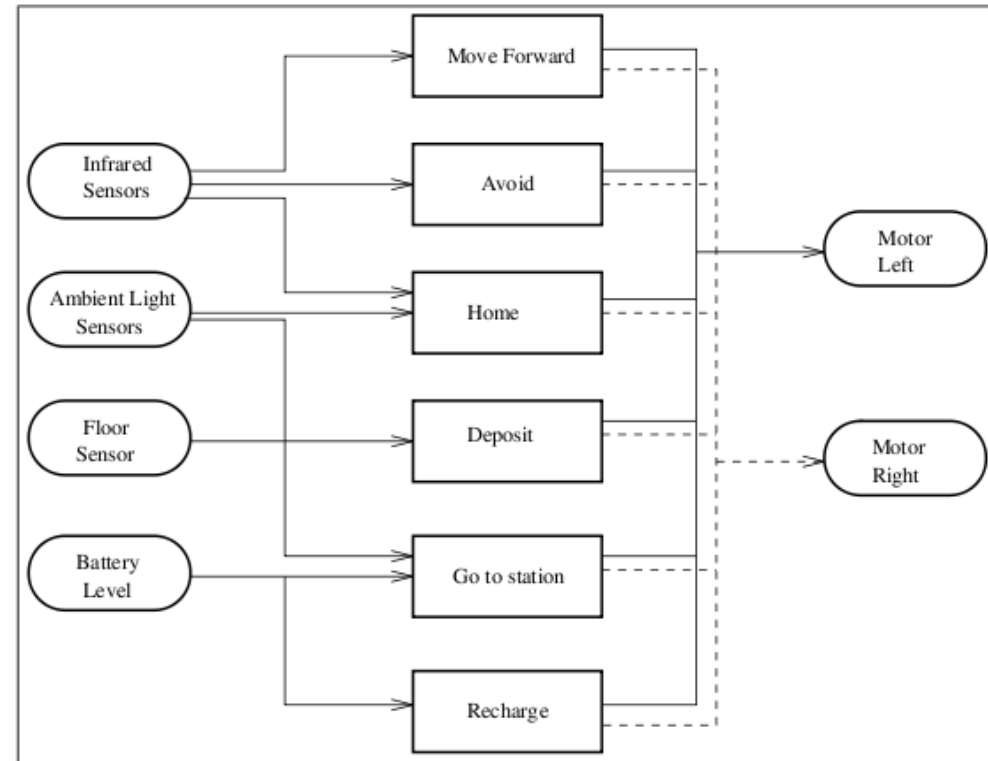 Move Forward
Infrared
Sensors
Avoid
Motor
Left
Ambient Light
Sensors
Home
Floor
Sensor
Deposit
Motor
Right
Battery
Level
Go to station
Recharge